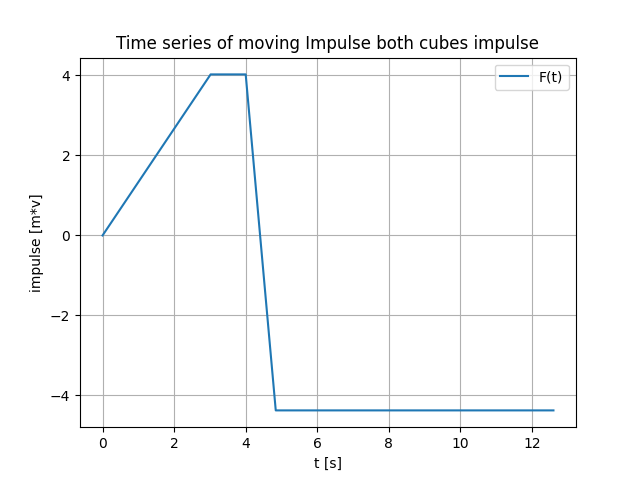 Time series of moving Impulse both cubes impulse
F(t)
impulse [m*v]
4
2
0
−2
−4
0 2 4 6 8 10 12
t [s]